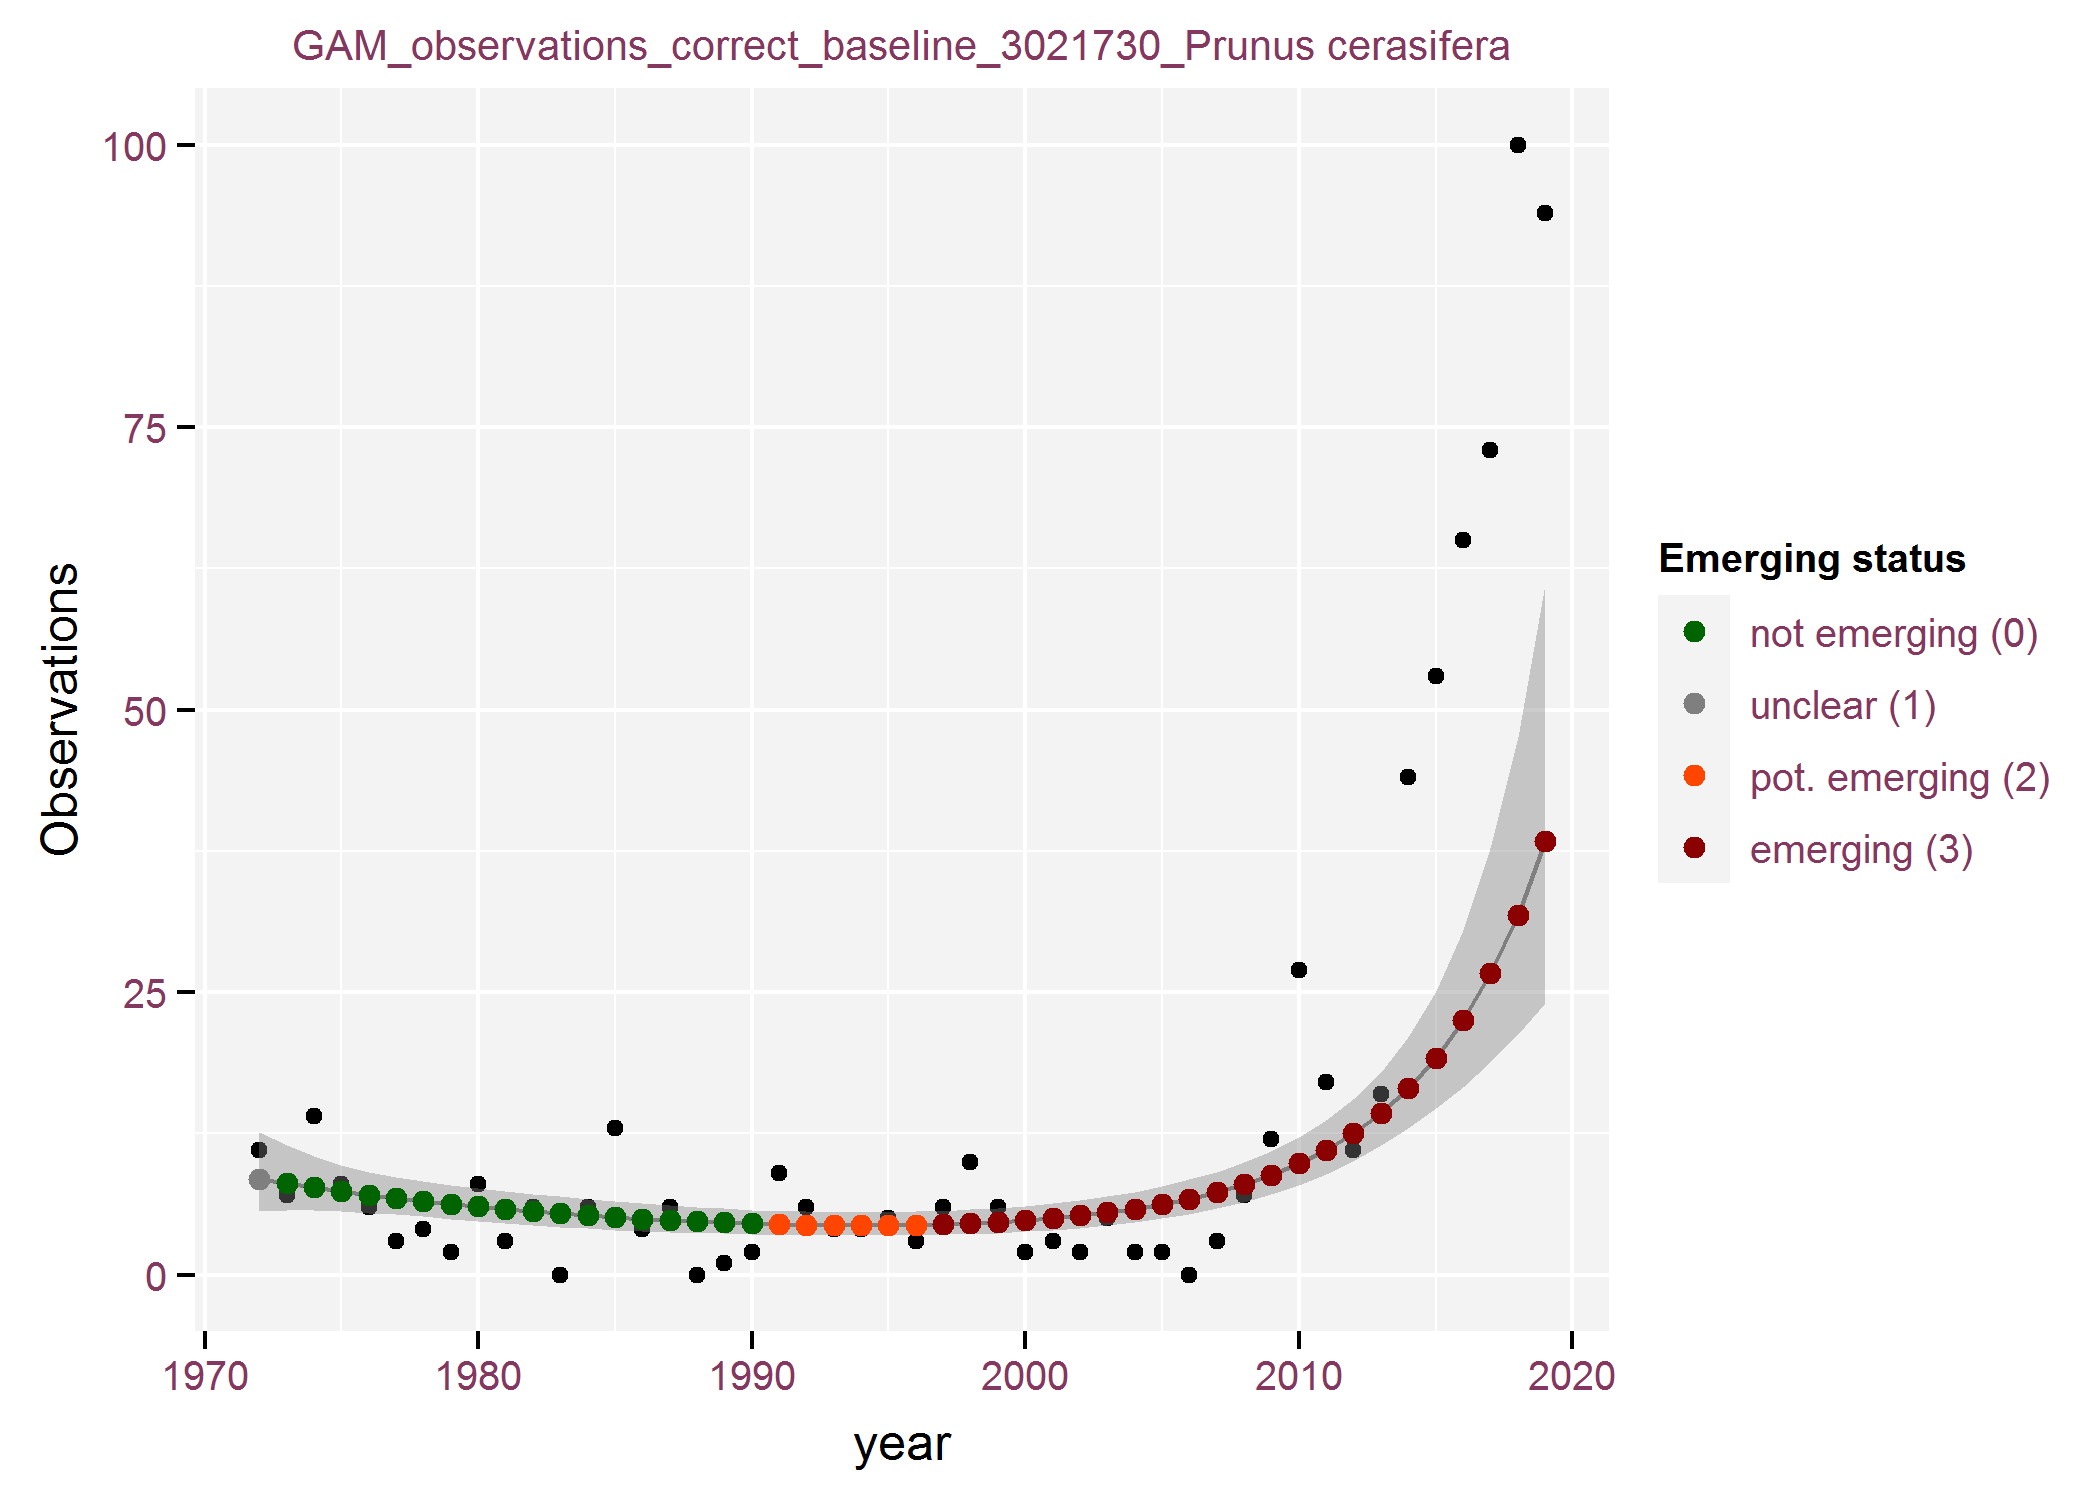 GAM_observations_correct_baseline_3021730_Prunus cerasifera
100
75
50
25
0
Observations
1970
1980
1990
2000
2010
2020
year
Emerging status
not emerging (0)
unclear (1)
pot. emerging (2)
emerging (3)